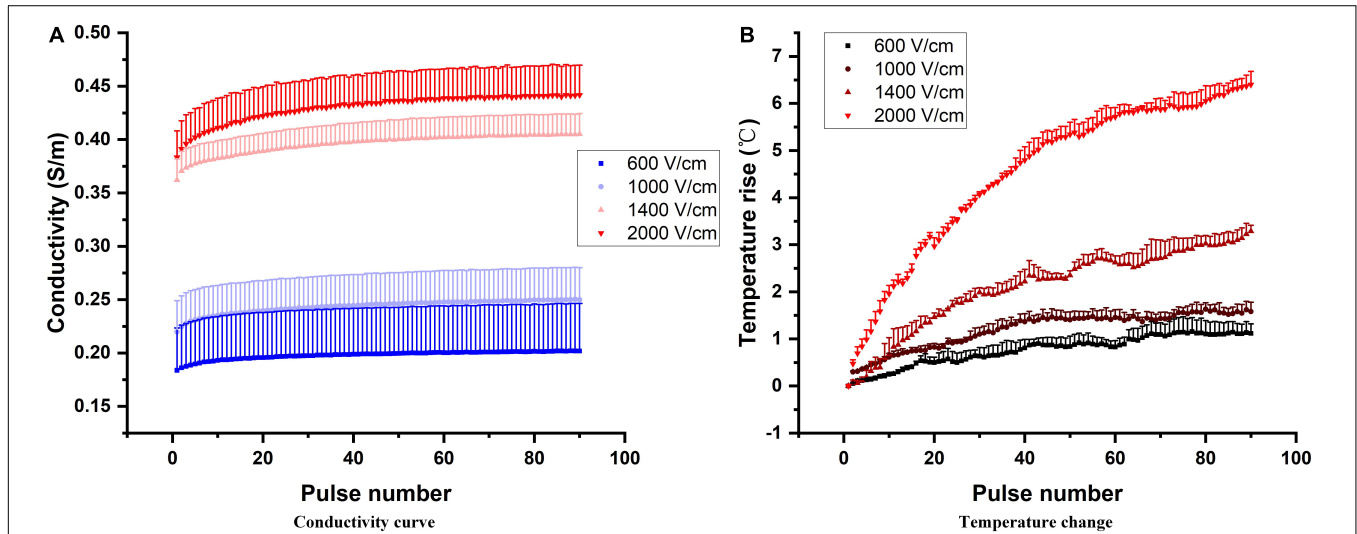 A
0.50
0.45
0.40
0.35
0.30
0.25
0.20
0.15
Conductivity (S/m)
600 V/cm
1000 V/cm
1400 V/cm
2000 V/cm
0 20 40 60 80 100
Pulse number
Conductivity curve
B
7
6
5
4
3
2
1
0
-1
Temperature rise (℃)
600 V/cm
1000 V/cm
1400 V/cm
2000 V/cm
0 20 40 60 80 100
Pulse number
Temperature change